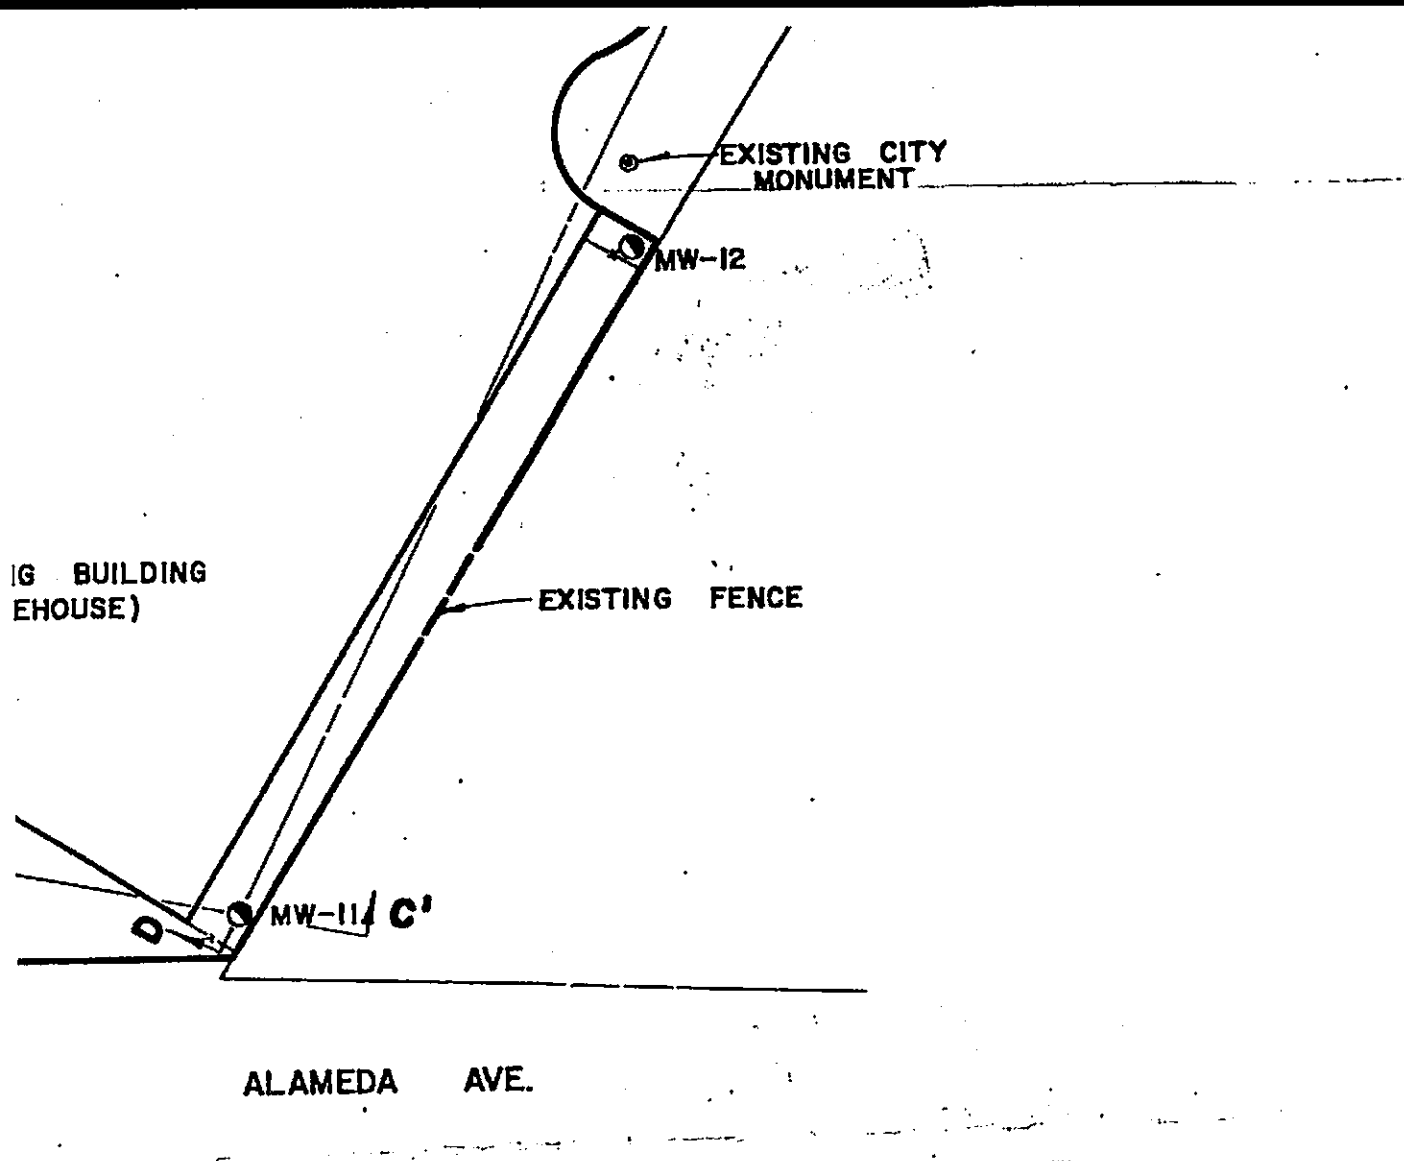 EXISTING CITY
MONUMENT
MW-12
IG BUILDING
EHOUSE)
EXISTING FENCE
D
MW-11
C'
ALAMEDA AVE.